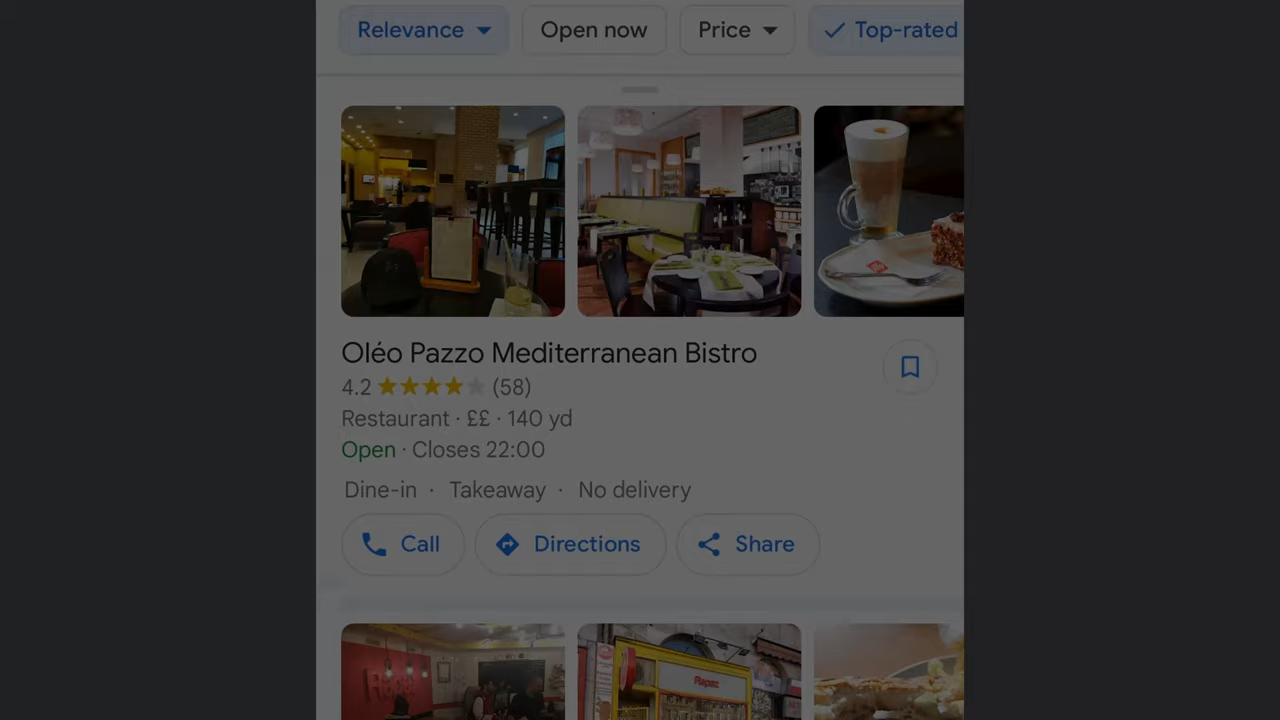 Relevance Open now Price Top-rated
Oléo Pazzo Mediterranean Bistro
4.2 (58)
Restaurant · ££ · 140 yd
Open · Closes 22:00
Dine-in · Takeaway · No delivery
Call Directions Share